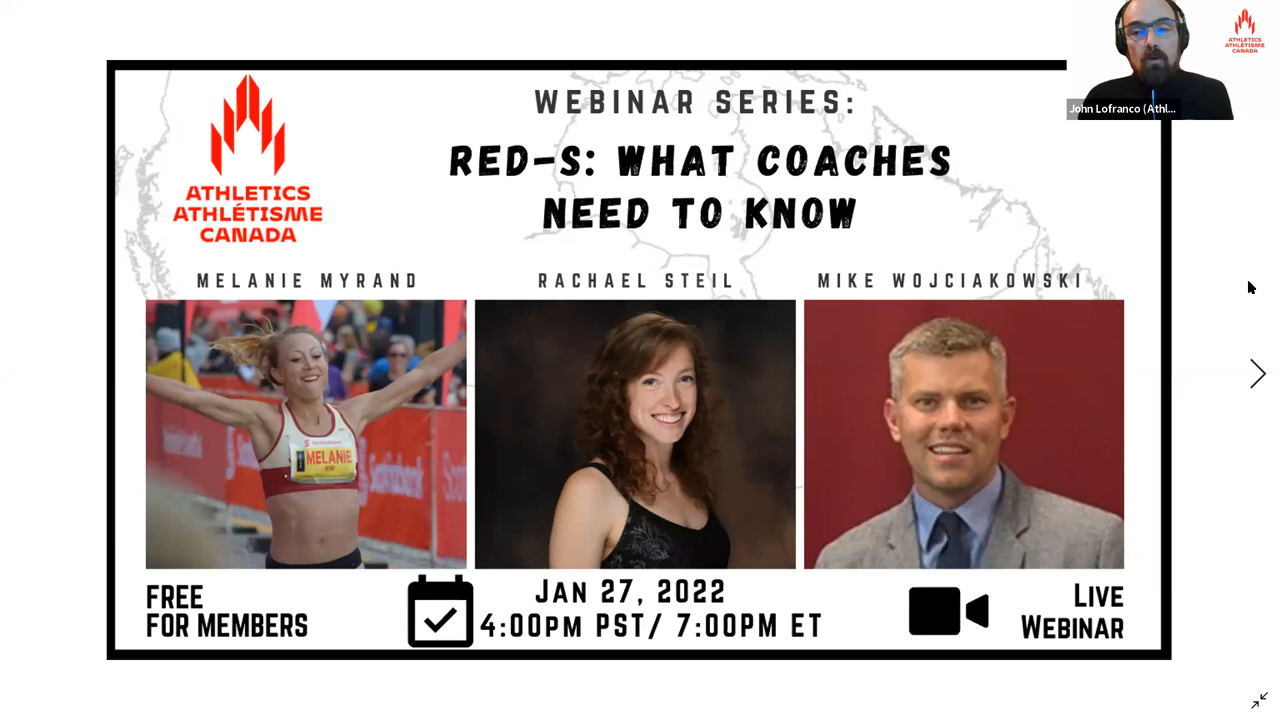 WEBINAR SERIES:
RED-S: WHAT COACHES
NEED TO KNOW
ATHLETICS
ATHLÉTISME
CANADA
ATHLETICS
ATHLÉTISME
CANADA
John Lofranco (Athl...
MELANIE MYRAND
RACHAEL STEIL
MIKE WOJCIAKOWSKI
Scotiabank
MELANIE
Scotiabank
FREE
FOR MEMBERS
JAN 27, 2022
4:00PM PST/ 7:00PM ET
LIVE
WEBINAR